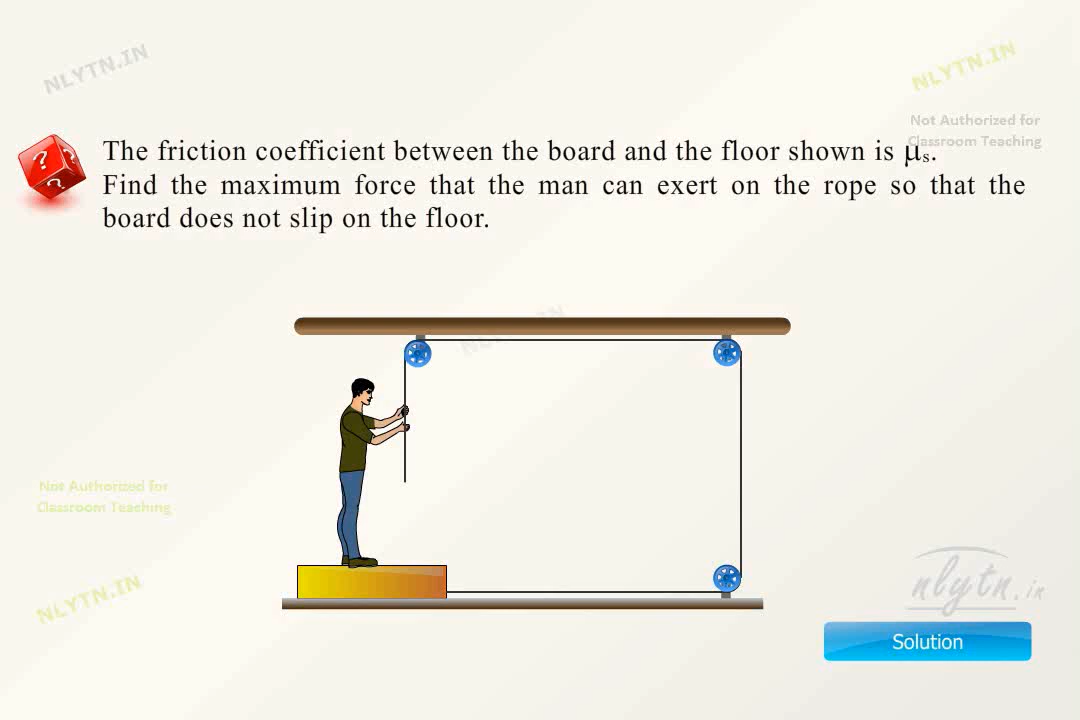 NLYTN.IN
NLYTN.IN
Not Authorized for
Classroom Teaching
? ? ?
The friction coefficient between the board and the floor shown is μs.
Find the maximum force that the man can exert on the rope so that the
board does not slip on the floor.
Not Authorized for
Classroom Teaching
NLYTN.IN
nlytn.in
Solution